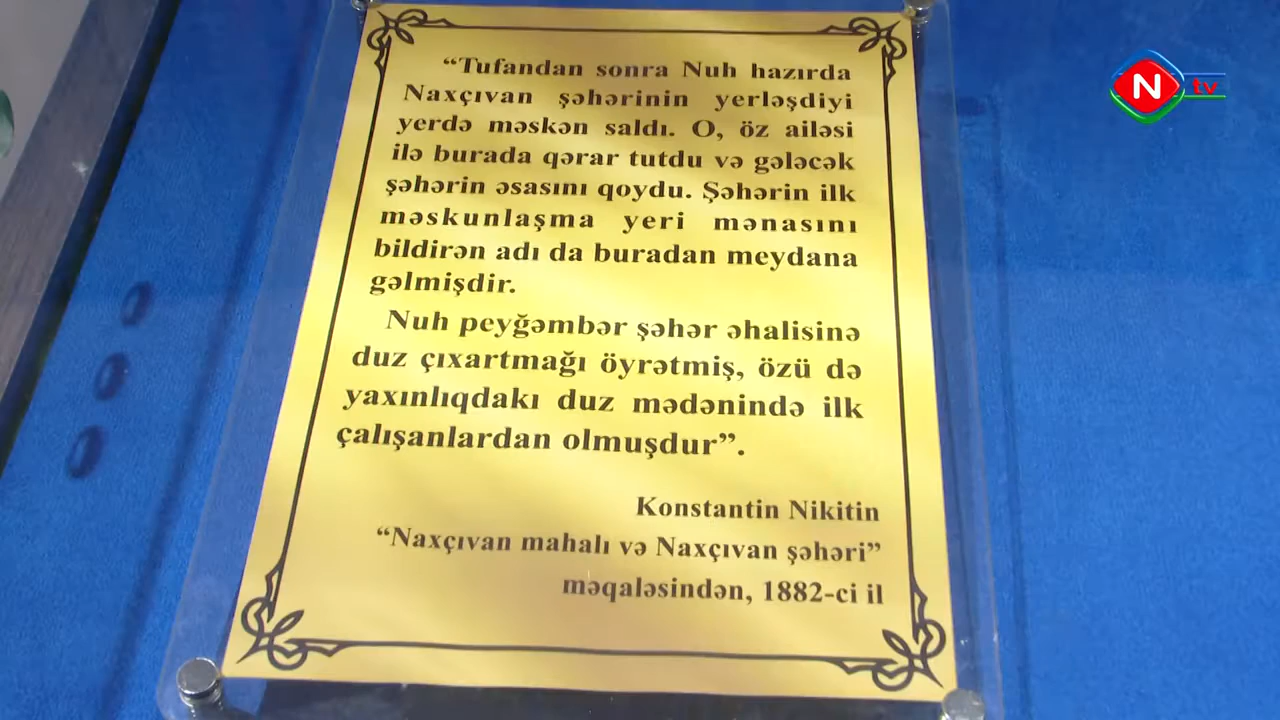 “Tufandan sonra Nuh hazırda
Naxçıvan şəhərinin yerləşdiyi
yerdə məskən saldı. O, öz ailəsi
ilə burada qərar tutdu və gələcək
şəhərin əsasını qoydu. Şəhərin ilk
məskunlaşma yeri mənasını
bildirən adı da buradan meydana
gəlmişdir.
Nuh peyğəmbər şəhər əhalisinə
duz çıxartmağı öyrətmiş, özü də
yaxınlıqdakı duz mədənində ilk
çalışanlardan olmuşdur”.
Konstantin Nikitin
“Naxçıvan mahalı və Naxçıvan şəhəri”
məqaləsindən, 1882-ci il
N tv